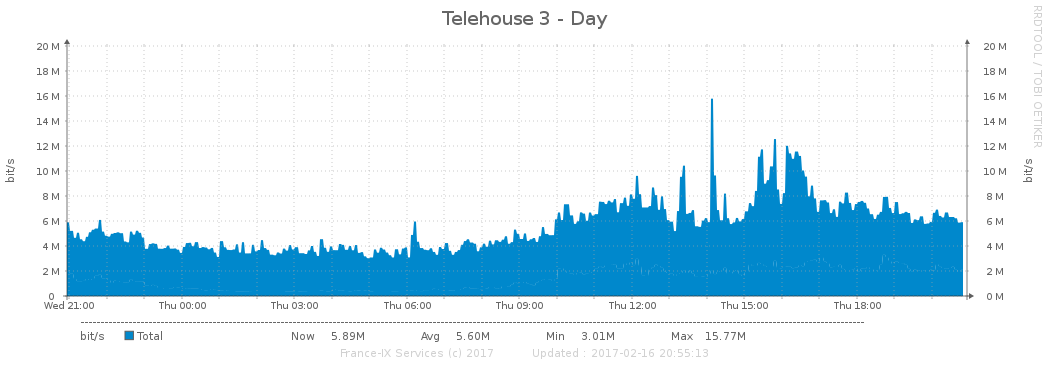 Telehouse 3 - Day
RRDTOOL / TOBI OETIKER
bit/s
20 M 20 M
18 M 18 M
16 M 16 M
14 M 14 M
12 M 12 M
10 M 10 M
8 M 8 M
6 M 6 M
4 M 4 M
2 M 2 M
0 0 M
bit/s
Wed 21:00 Thu 00:00 Thu 03:00 Thu 06:00 Thu 09:00 Thu 12:00 Thu 15:00 Thu 18:00
bit/s Total Now 5.89M Avg 5.60M Min 3.01M Max 15.77M
France-IX Services (c) 2017 Updated : 2017-02-16 20:55:13